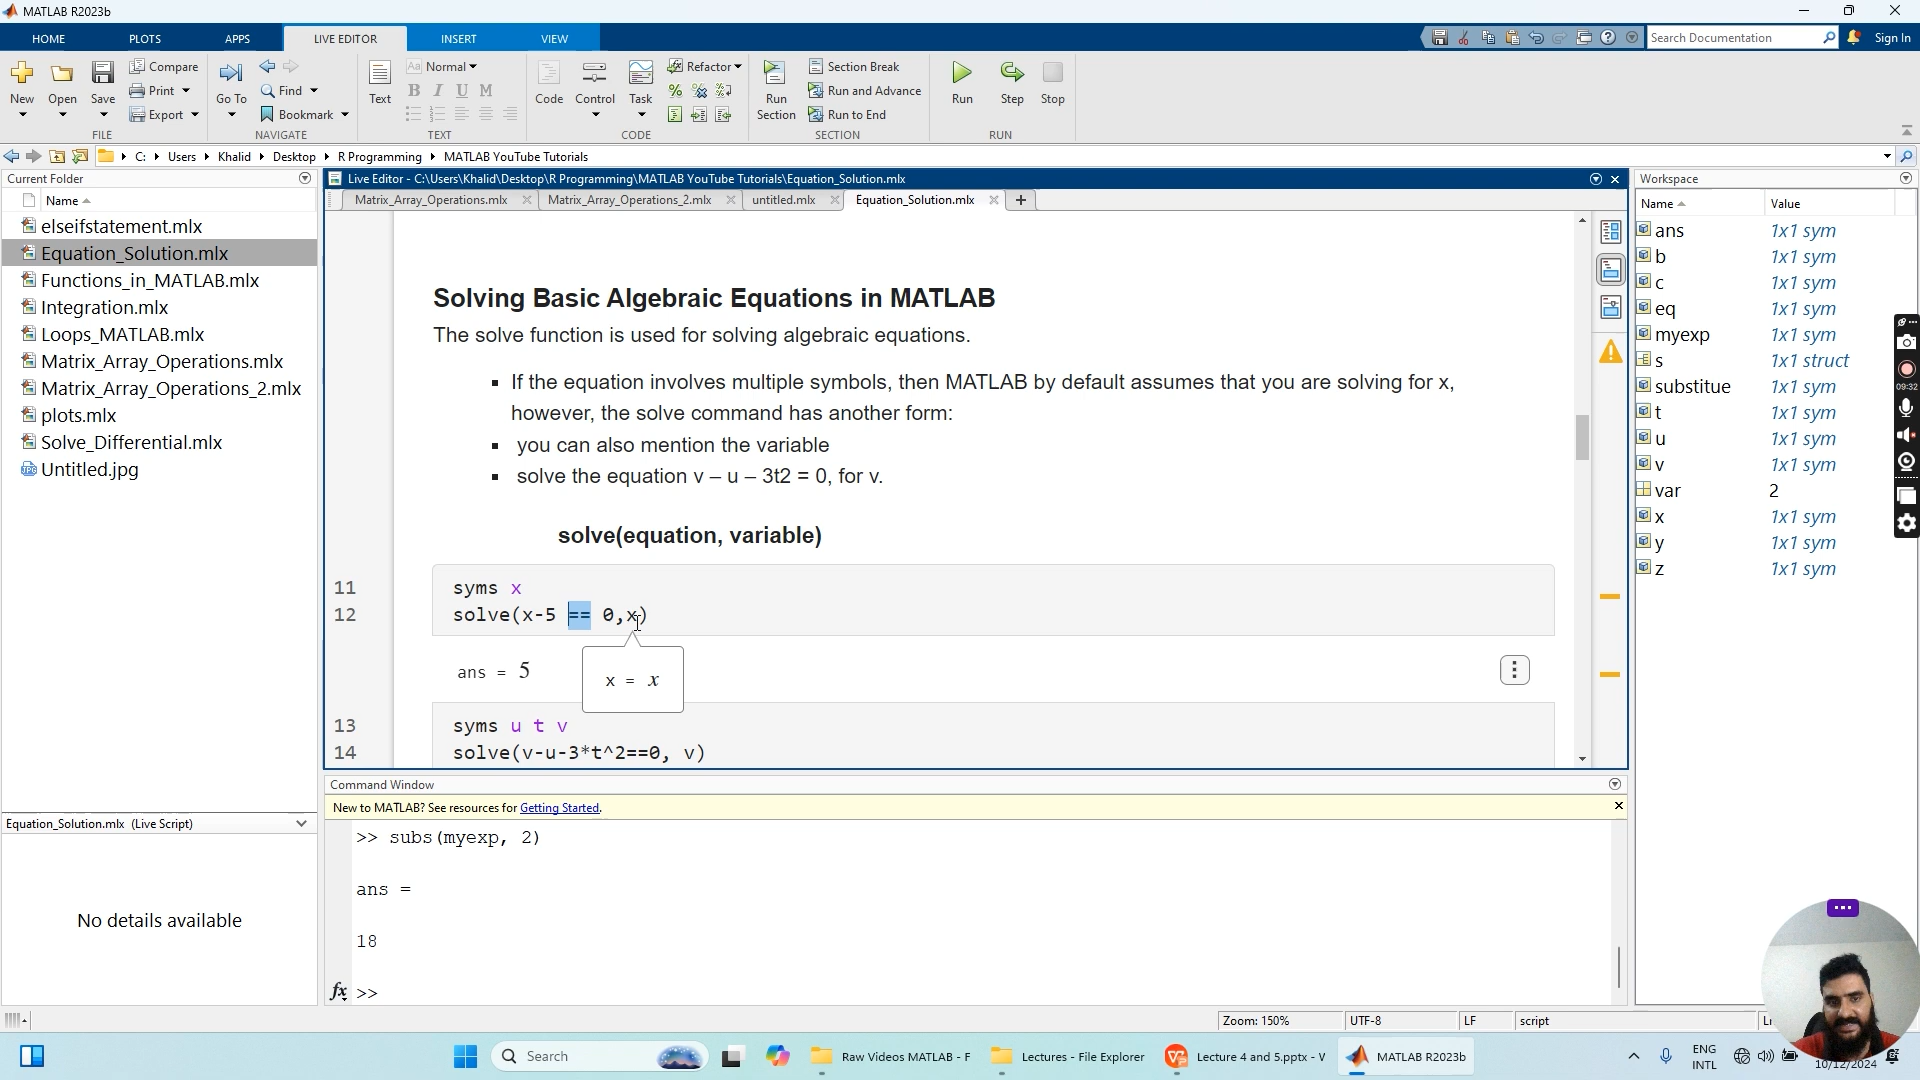 MATLAB R2023b
HOME PLOTS APPS LIVE EDITOR INSERT VIEW
Search Documentation
Sign In
New Open Save Compare Print Export
FILE
Go To Find Bookmark
NAVIGATE
Text Aa Normal
B I U M
TEXT
Code Control Task Refactor
CODE
Run Section Section Break Run and Advance Run to End
SECTION
Run Step Stop
RUN
C: Users Khalid Desktop R Programming MATLAB YouTube Tutorials
Current Folder
Name
elseifstatement.mlx
Equation_Solution.mlx
Functions_in_MATLAB.mlx
Integration.mlx
Loops_MATLAB.mlx
Matrix_Array_Operations.mlx
Matrix_Array_Operations_2.mlx
plots.mlx
Solve_Differential.mlx
Untitled.jpg
Equation_Solution.mlx (Live Script)
No details available
Live Editor - C:\Users\Khalid\Desktop\R Programming\MATLAB YouTube Tutorials\Equation_Solution.mlx
Matrix_Array_Operations.mlx Matrix_Array_Operations_2.mlx untitled.mlx Equation_Solution.mlx
Solving Basic Algebraic Equations in MATLAB
The solve function is used for solving algebraic equations.
If the equation involves multiple symbols, then MATLAB by default assumes that you are solving for x,
however, the solve command has another form:
you can also mention the variable
solve the equation v – u – 3t2 = 0, for v.
solve(equation, variable)
11 syms x
12 solve(x-5 == 0,x)
ans = 5
x = x
13 syms u t v
14 solve(v-u-3*t^2==0, v)
Command Window
New to MATLAB? See resources for Getting Started.
>> subs(myexp, 2)
ans =
18
fx >>
Workspace
Name Value
ans 1x1 sym
b 1x1 sym
c 1x1 sym
eq 1x1 sym
myexp 1x1 sym
s 1x1 struct
substitue 1x1 sym
t 1x1 sym
u 1x1 sym
v 1x1 sym
var 2
x 1x1 sym
y 1x1 sym
z 1x1 sym
09:32
Zoom: 150% UTF-8 LF script
Search
Raw Videos MATLAB - F
Lectures - File Explorer
Lecture 4 and 5.pptx - V
MATLAB R2023b
ENG
INTL
10/12/2024